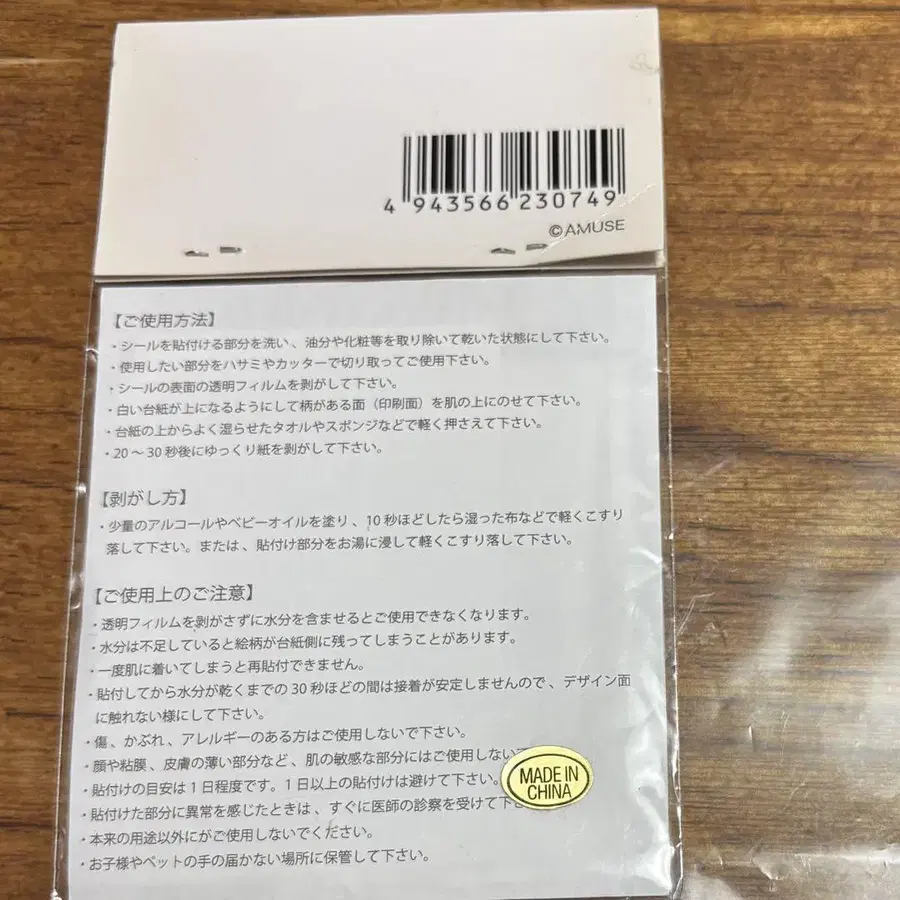 4 943566 230749
©AMUSE
【ご使用方法】
・シールを貼付ける部分を洗い、油分や化粧等を取り除いて乾いた状態にして下さい。
・使用したい部分をハサミやカッターで切り取ってご使用下さい。
・シールの表面の透明フィルムを剥がして下さい。
・白い台紙が上になるようにして柄がある面（印刷面）を肌の上にのせて下さい。
・台紙の上からよく湿らせたタオルやスポンジなどで軽く押さえて下さい。
・20～30秒後にゆっくり紙を剥がして下さい。
【剥がし方】
・少量のアルコールやベビーオイルを塗り、10秒ほどしたら湿った布などで軽くこすり
落して下さい。または、貼付け部分をお湯に浸して軽くこすり落して下さい。
【ご使用上のご注意】
・透明フィルムを剥がさずに水分を含ませるとご使用できなくなります。
・水分は不足していると絵柄が台紙側に残ってしまうことがあります。
・一度肌に着いてしまうと再貼付できません。
・貼付してから水分が乾くまでの30秒ほどの間は接着が安定しませんので、デザイン面
に触れない様にして下さい。
・傷、かぶれ、アレルギーのある方はご使用しないで下さい。
・顔や粘膜、皮膚の薄い部分など、肌の敏感な部分にはご使用しない
・貼付けの目安は1日程度です。1日以上の貼付けは避けて下さい。
・貼付けた部分に異常を感じたときは、すぐに医師の診察を受けて下
・本来の用途以外にがご使用しないでください。
・お子様やペットの手の届かない場所に保管して下さい。
MADE IN
CHINA